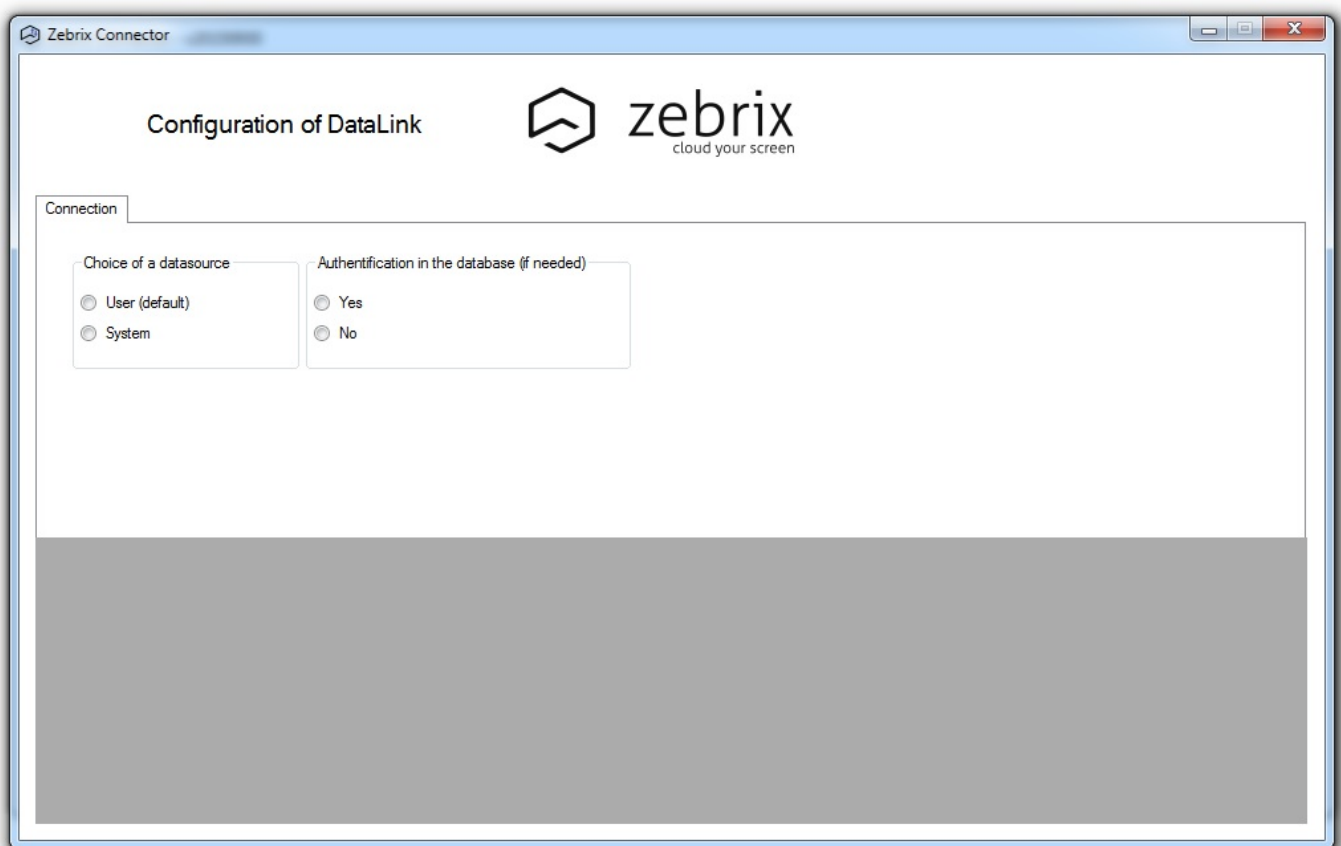 Zebrix Connector
Configuration of DataLink
zebrix
cloud your screen
Connection
Choice of a datasource
User (default)
System
Authentification in the database (if needed)
Yes
No